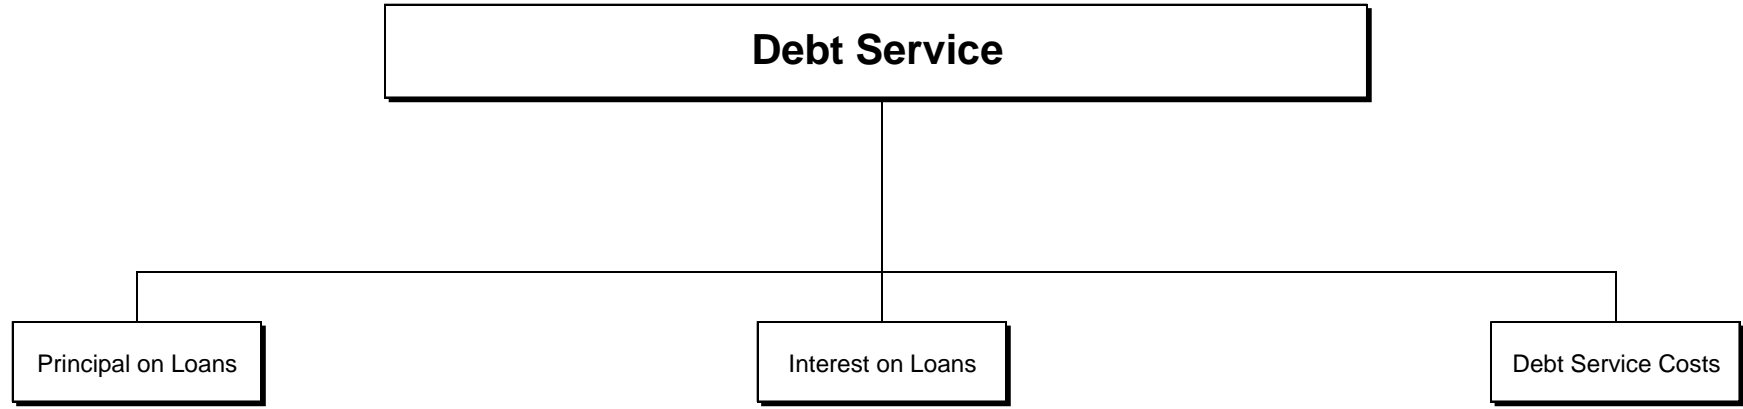 Debt Service
Principal on Loans
Interest on Loans
Debt Service Costs